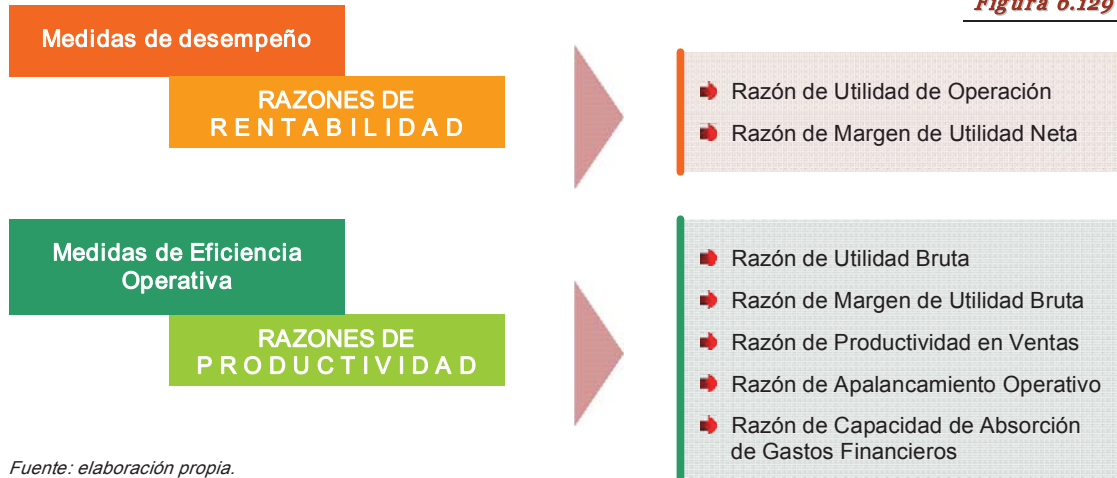 Figura 6.129
Medidas de desempeño
RAZONES DE
RENTABILIDAD
Razón de Utilidad de Operación
Razón de Margen de Utilidad Neta
Medidas de Eficiencia
Operativa
RAZONES DE
PRODUCTIVIDAD
Razón de Utilidad Bruta
Razón de Margen de Utilidad Bruta
Razón de Productividad en Ventas
Razón de Apalancamiento Operativo
Razón de Capacidad de Absorción
de Gastos Financieros
Fuente: elaboración propia.